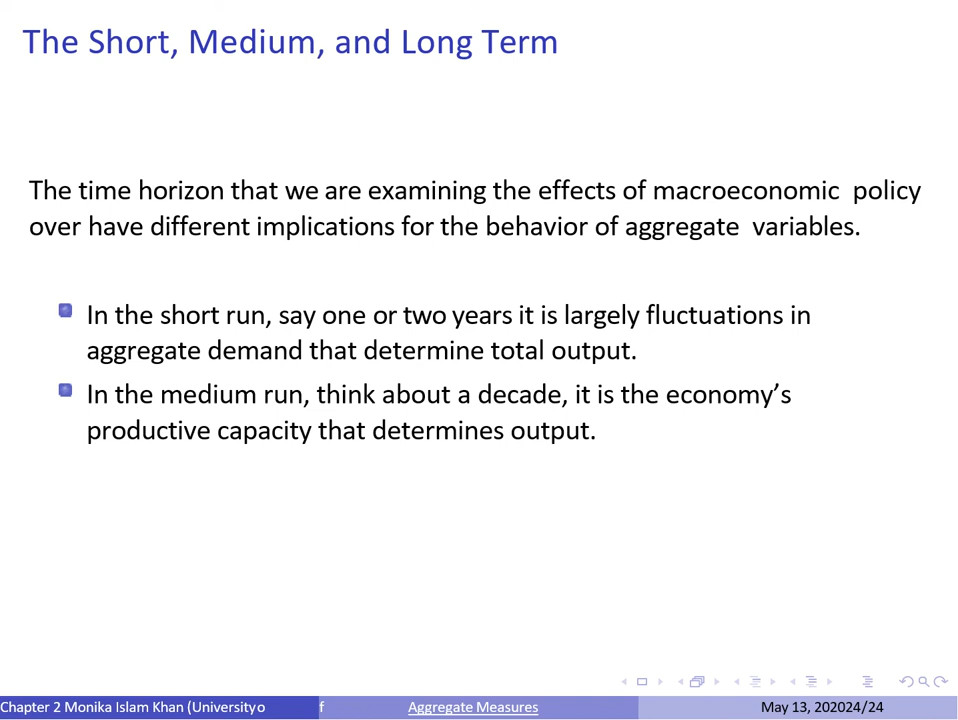 The Short, Medium, and Long Term
The time horizon that we are examining the effects of macroeconomic policy
over have different implications for the behavior of aggregate variables.
In the short run, say one or two years it is largely fluctuations in
aggregate demand that determine total output.
In the medium run, think about a decade, it is the economy’s
productive capacity that determines output.
Chapter 2 Monika Islam Khan (University o f Aggregate Measures May 13, 202024/24